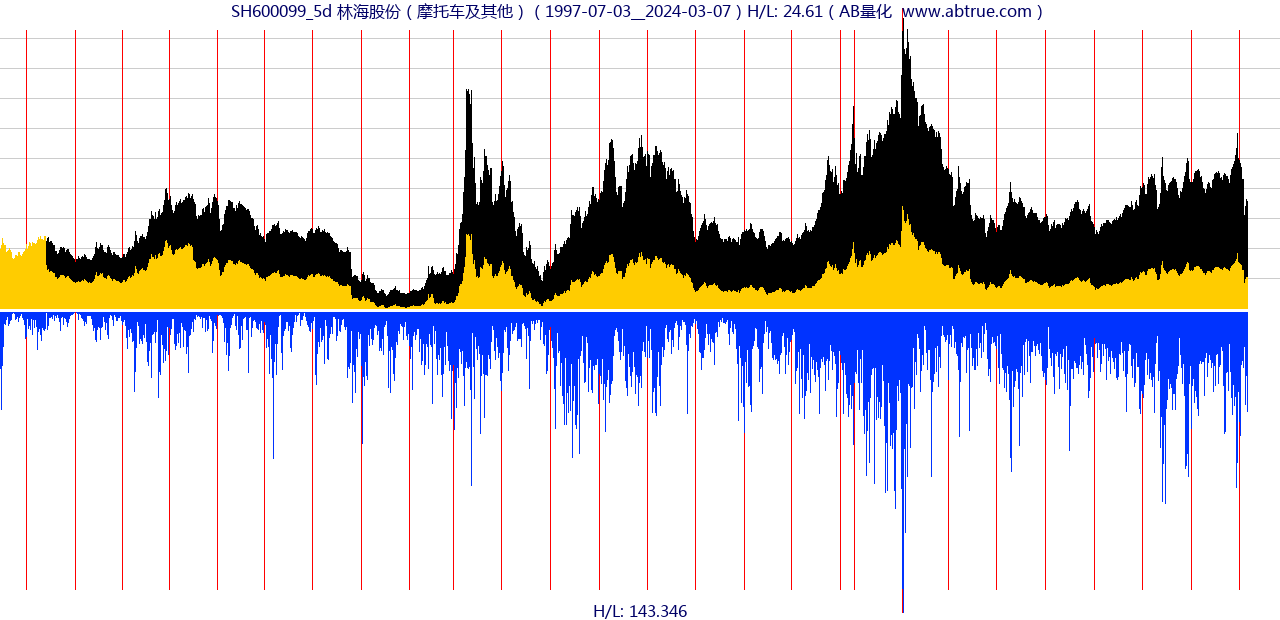 SH600099_5d 林海股份 ( 摩托车及其他 ) ( 1997-07-03__2024-03-07 ) H/L: 24.61 ( AB量化  www.abtrue.com )
H/L: 143.346